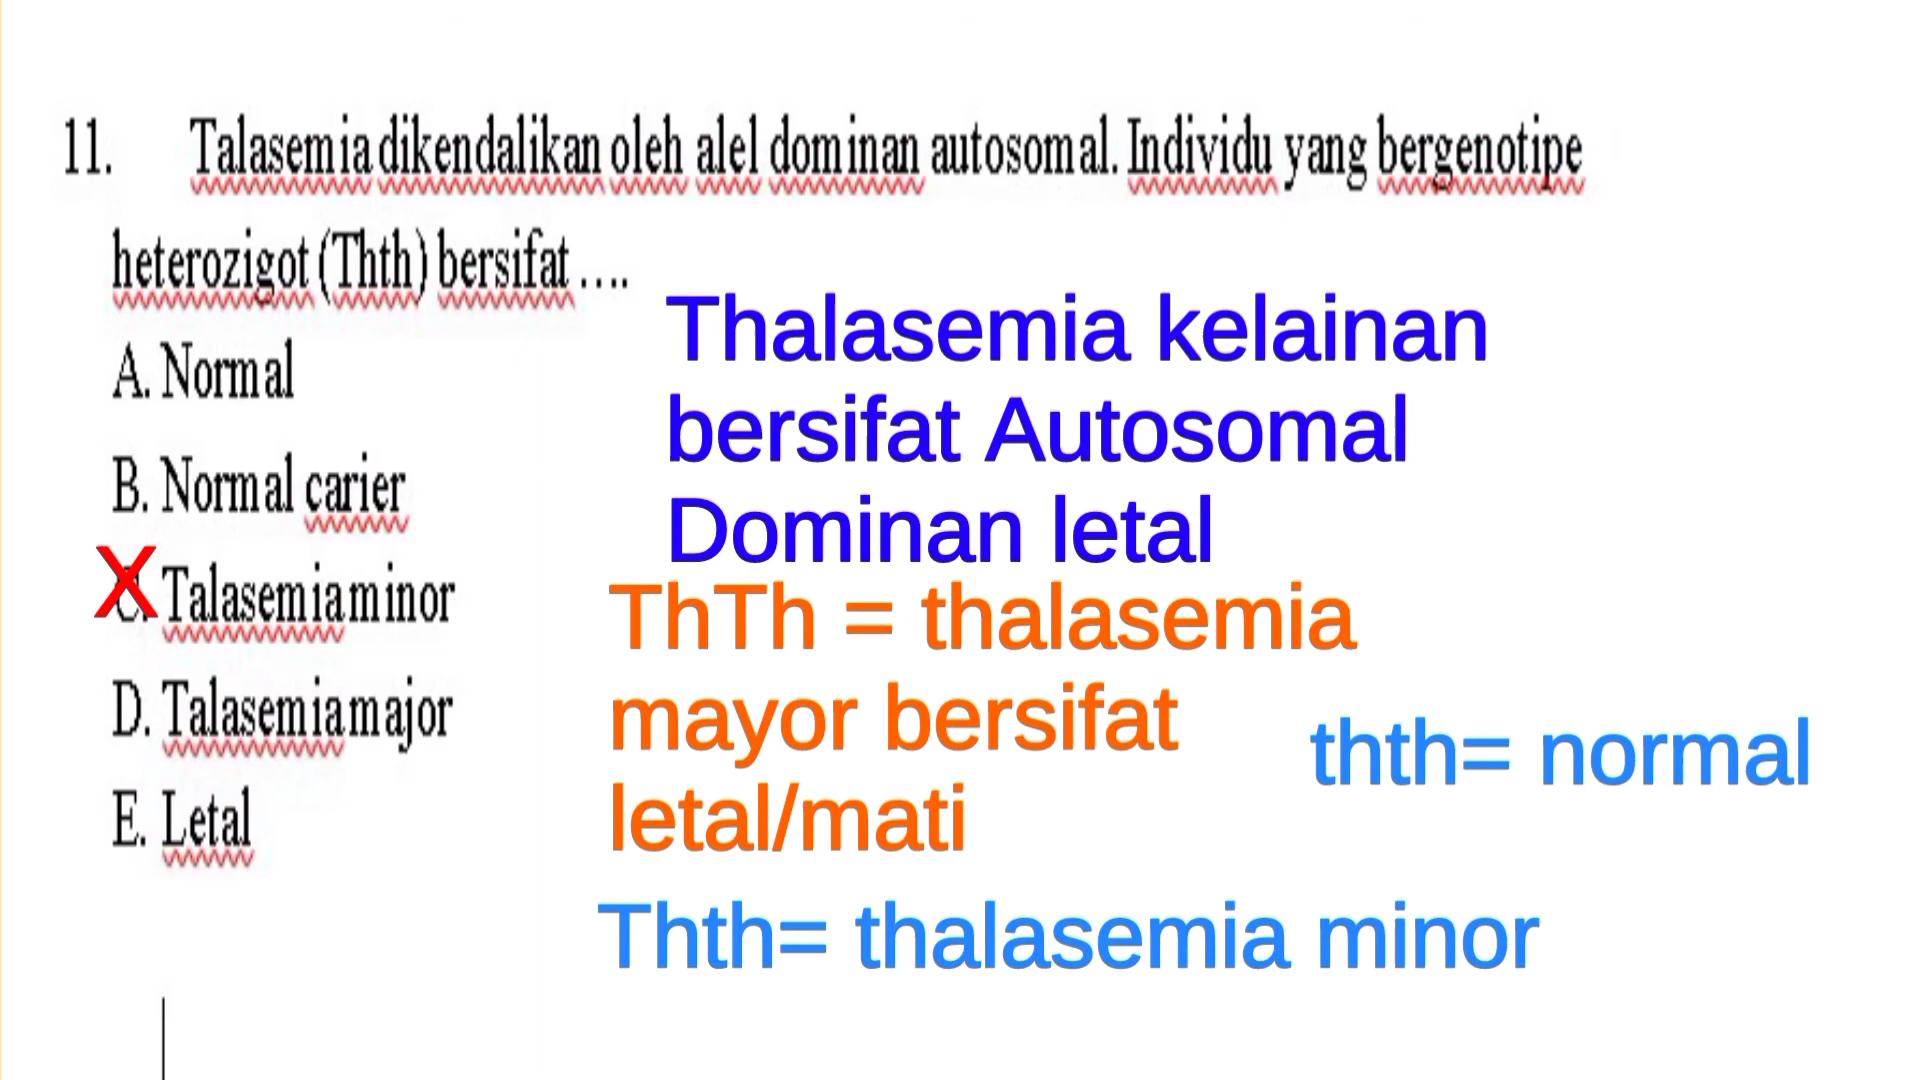 11. Talasemia dikendalikan oleh alel dominan autosomal. Individu yang bergenotipe
heterozigot (Thth) bersifat ....
A. Normal
B. Normal carier
X C. Talasemia minor
D. Talasemia major
E. Letal
Thalasemia kelainan
bersifat Autosomal
Dominan letal
ThTh = thalasemia
mayor bersifat
letal/mati
thth= normal
Thth= thalasemia minor